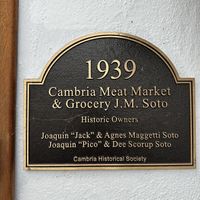 1939
Cambria Meat Market
& Grocery J.M. Soto
Historic Owners
Joaquin "Jack" & Agnes Maggetti Soto
Joaquin "Pico" & Dee Scorup Soto
Cambria Historical Society